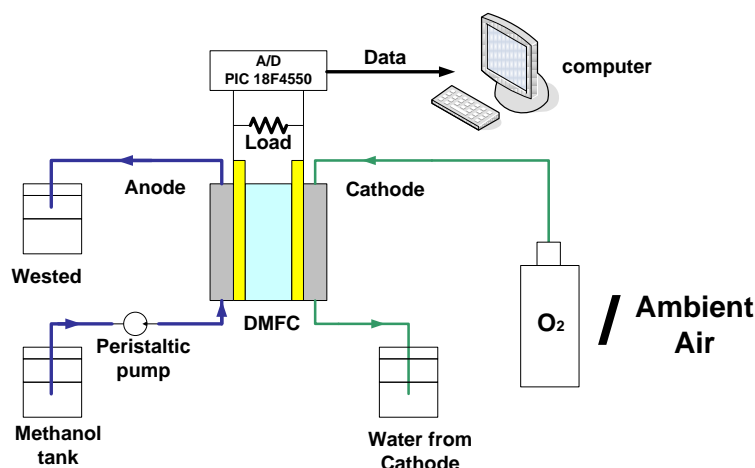 A/D
PIC 18F4550
Data
computer
Load
Anode
Cathode
Wested
DMFC
O2
/
Ambient
Air
Peristaltic
pump
Methanol
tank
Water from
Cathode